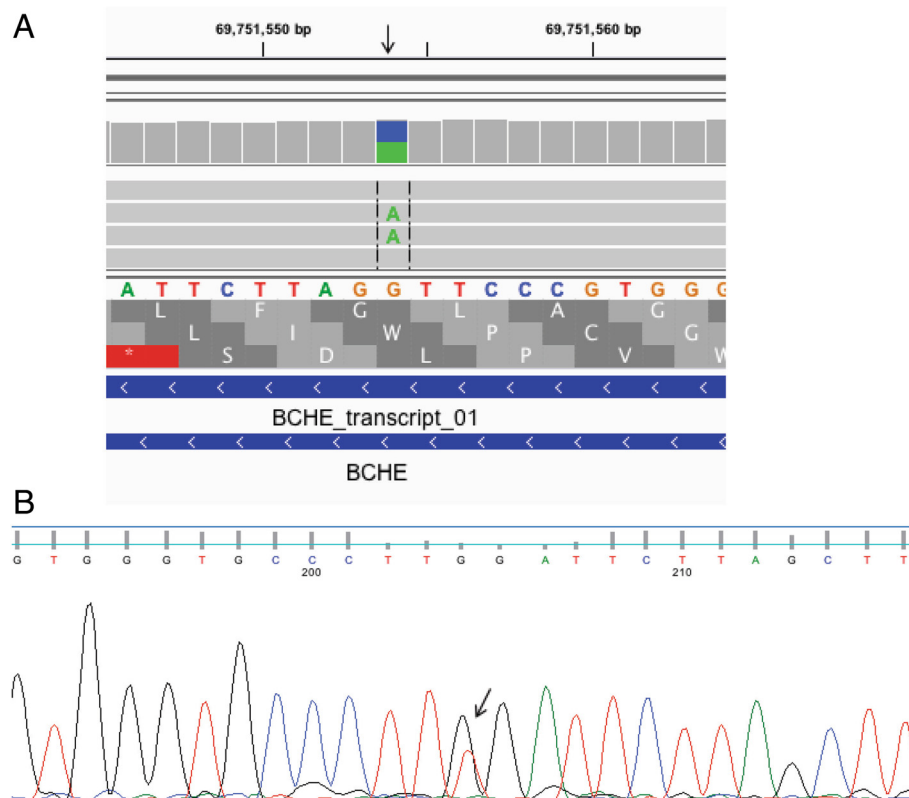 A
69,751,550 bp 69,751,560 bp
A
A
A T T C T T A G G T T C C C G T G G G
L F G L A G
L I W P C G
* S D L P V W
BCHE_transcript_01
BCHE
B
G T G G G T G C C C T T G G A T T C T T A G C T T
200 210